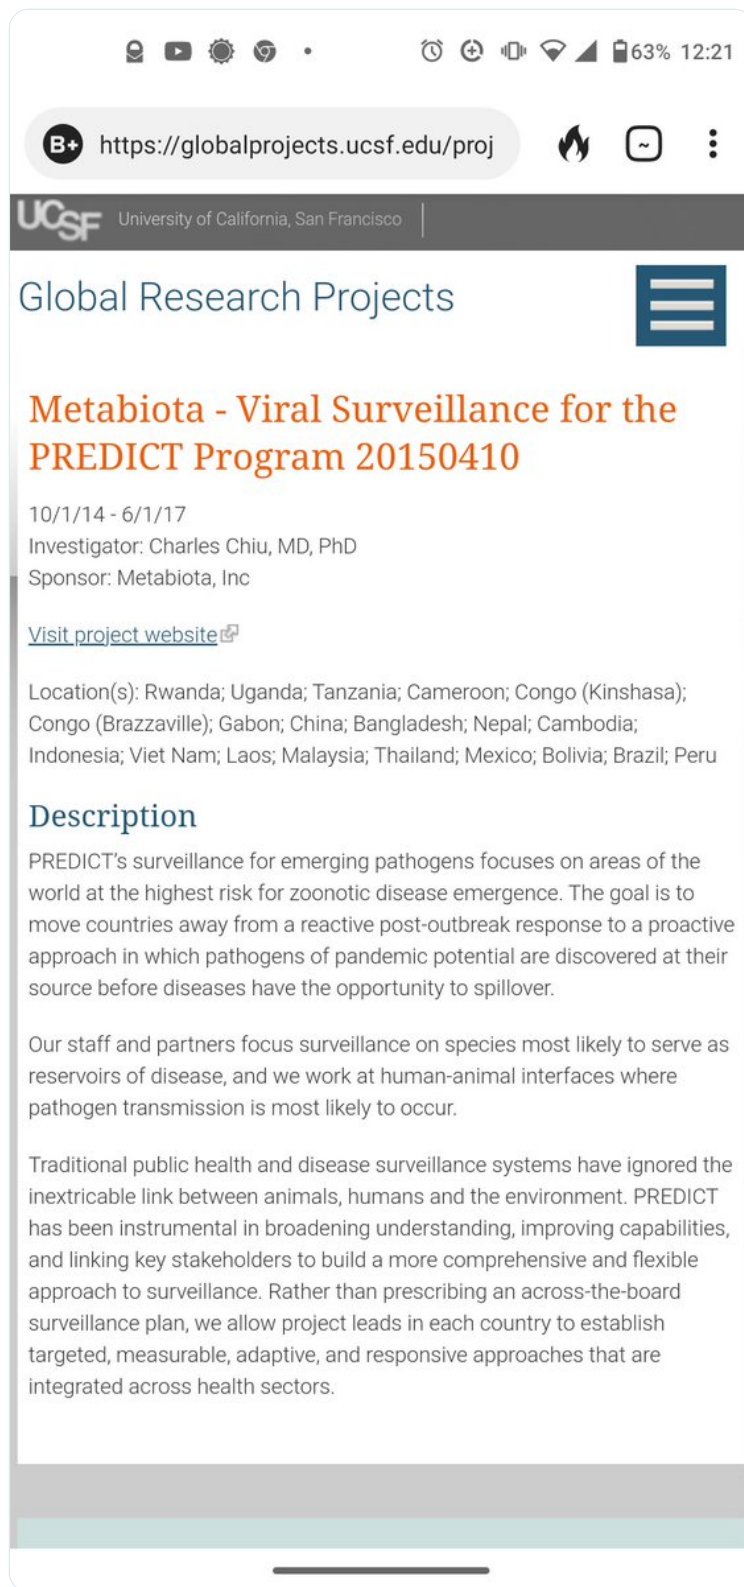 63% 12:21
B+ https://globalprojects.ucsf.edu/proj
~
UCSF University of California, San Francisco
Global Research Projects
Metabiota - Viral Surveillance for the
PREDICT Program 20150410
10/1/14 - 6/1/17
Investigator: Charles Chiu, MD, PhD
Sponsor: Metabiota, Inc
Visit project website
Location(s): Rwanda; Uganda; Tanzania; Cameroon; Congo (Kinshasa);
Congo (Brazzaville); Gabon; China; Bangladesh; Nepal; Cambodia;
Indonesia; Viet Nam; Laos; Malaysia; Thailand; Mexico; Bolivia; Brazil; Peru
Description
PREDICT's surveillance for emerging pathogens focuses on areas of the
world at the highest risk for zoonotic disease emergence. The goal is to
move countries away from a reactive post-outbreak response to a proactive
approach in which pathogens of pandemic potential are discovered at their
source before diseases have the opportunity to spillover.
Our staff and partners focus surveillance on species most likely to serve as
reservoirs of disease, and we work at human-animal interfaces where
pathogen transmission is most likely to occur.
Traditional public health and disease surveillance systems have ignored the
inextricable link between animals, humans and the environment. PREDICT
has been instrumental in broadening understanding, improving capabilities,
and linking key stakeholders to build a more comprehensive and flexible
approach to surveillance. Rather than prescribing an across-the-board
surveillance plan, we allow project leads in each country to establish
targeted, measurable, adaptive, and responsive approaches that are
integrated across health sectors.